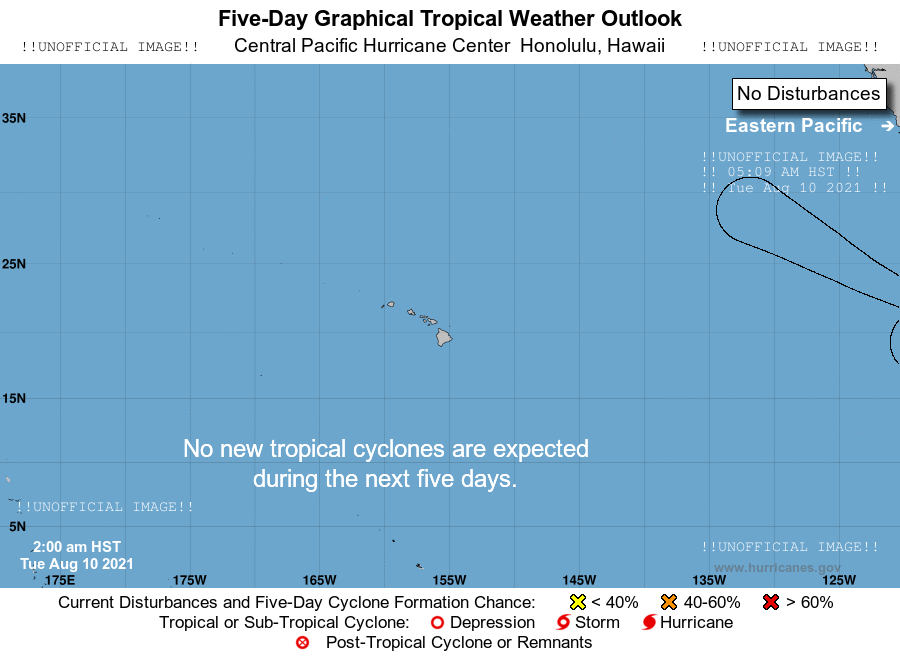 Five-Day Graphical Tropical Weather Outlook
!!UNOFFICIAL IMAGE!! Central Pacific Hurricane Center Honolulu, Hawaii !!UNOFFICIAL IMAGE!!
No Disturbances
35N
Eastern Pacific →
!!UNOFFICIAL IMAGE!!
!! 05:09 AM HST !!
!! Tue Aug 10 2021 !!
25N
15N
No new tropical cyclones are expected
during the next five days.
!!UNOFFICIAL IMAGE!!
5N
2:00 am HST
!!UNOFFICIAL IMAGE!!
Tue Aug 10 2021
www.hurricanes.gov
175E 175W 165W 155W 145W 135W 125W
Current Disturbances and Five-Day Cyclone Formation Chance: < 40% 40-60% > 60%
Tropical or Sub-Tropical Cyclone: Depression Storm Hurricane
Post-Tropical Cyclone or Remnants